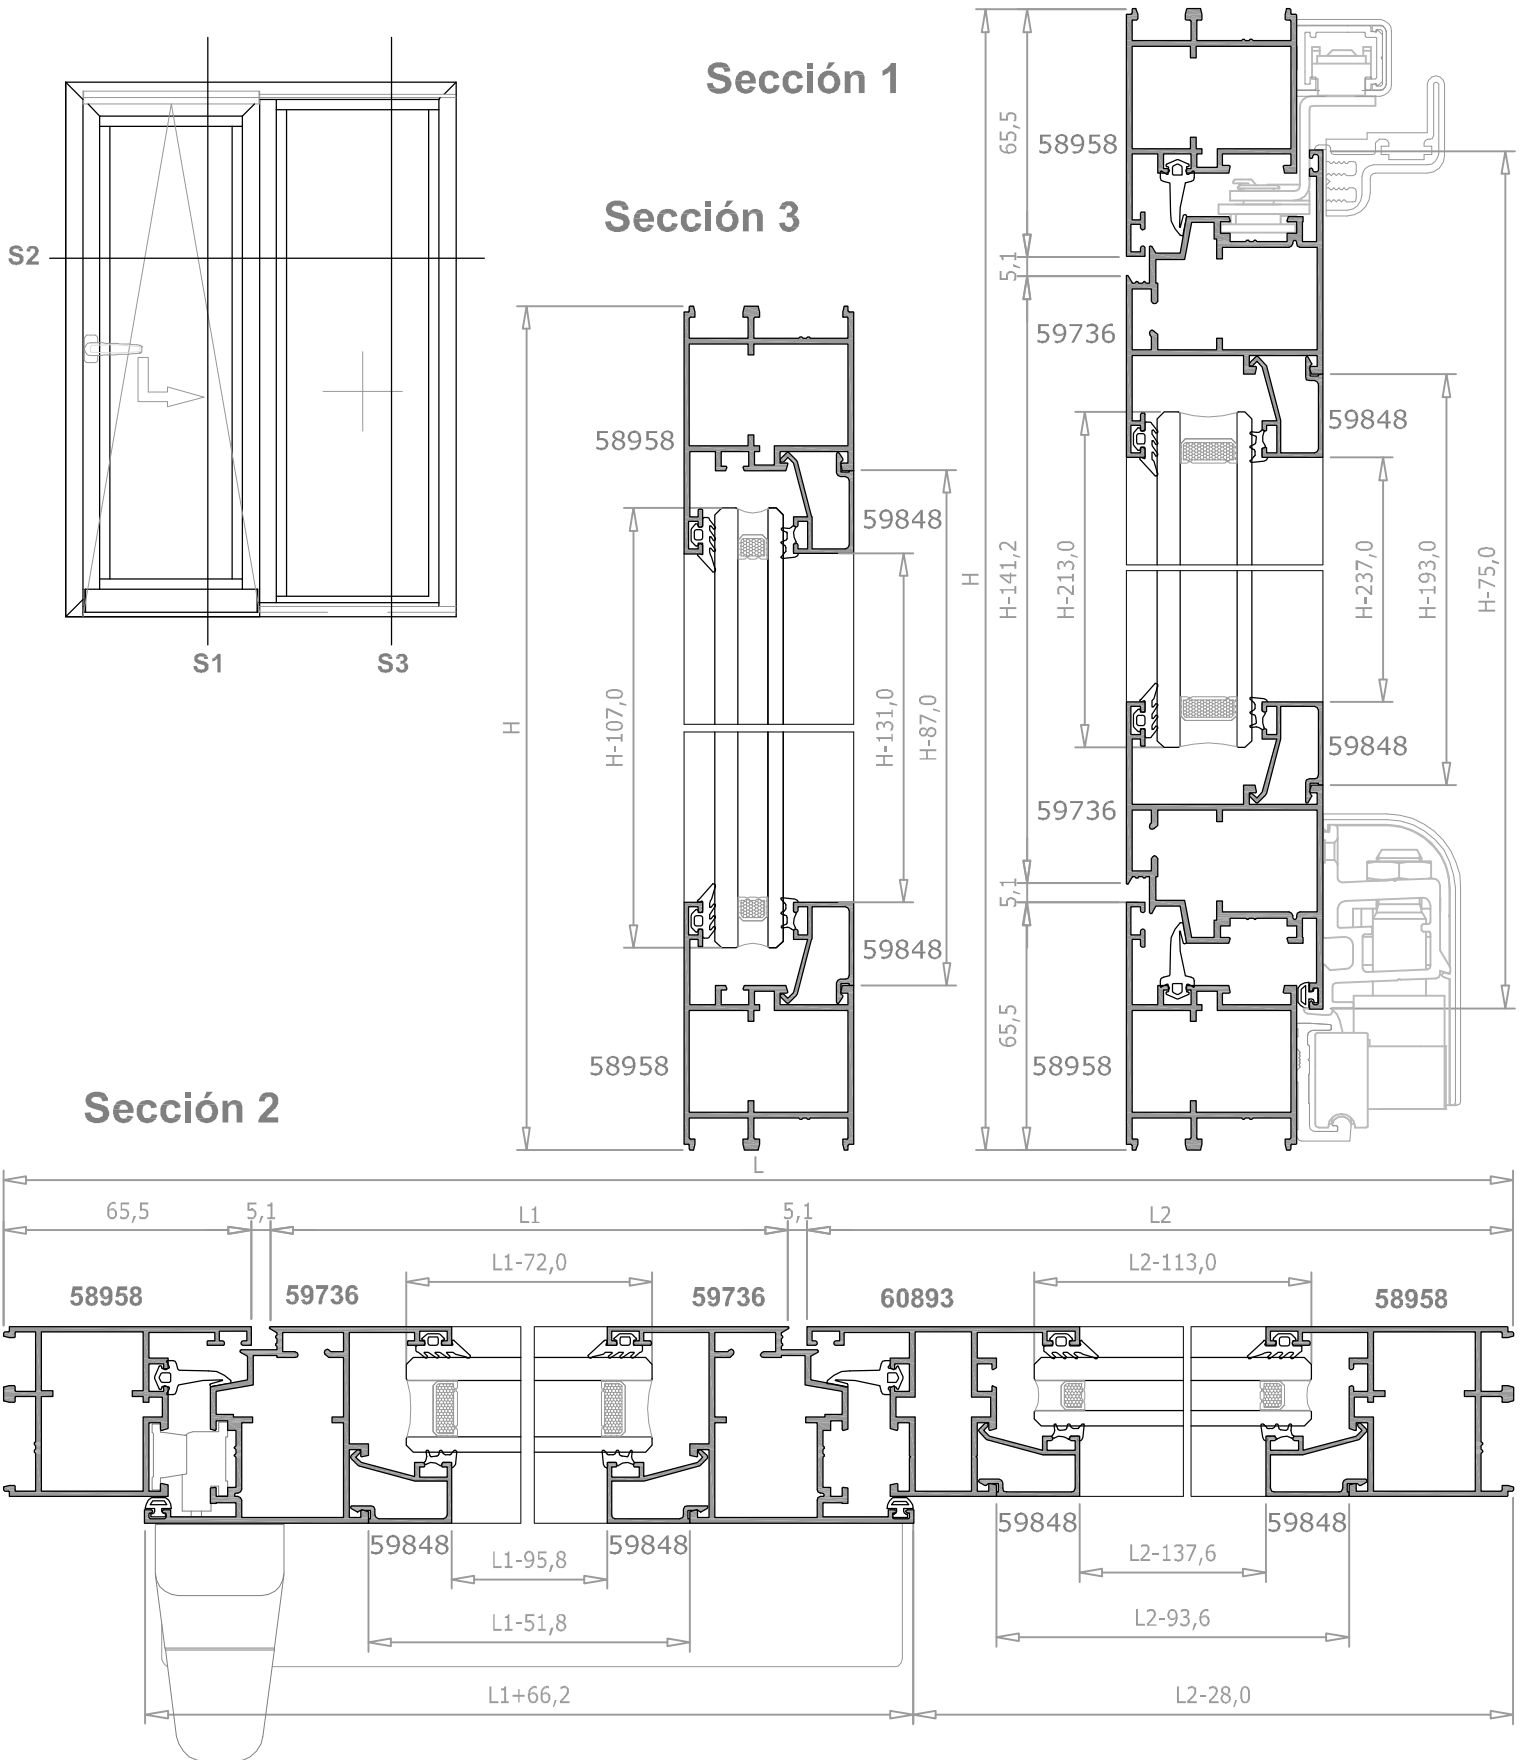 Sección 1
65,5
58958
Sección 3
S2
5,1
59736
59848
58958
59848
H-141,2
H-213,0
H
H-237,0
H-193,0
H-75,0
S1
S3
H
H-107,0
H-131,0
H-87,0
59848
59736
5,1
59848
65,5
58958
58958
Sección 2
L
65,5
5,1
L1
5,1
L2
L1-72,0
L2-113,0
58958
59736
59736
60893
58958
59848
59848
59848
59848
L1-95,8
L2-137,6
L1-51,8
L2-93,6
L1+66,2
L2-28,0